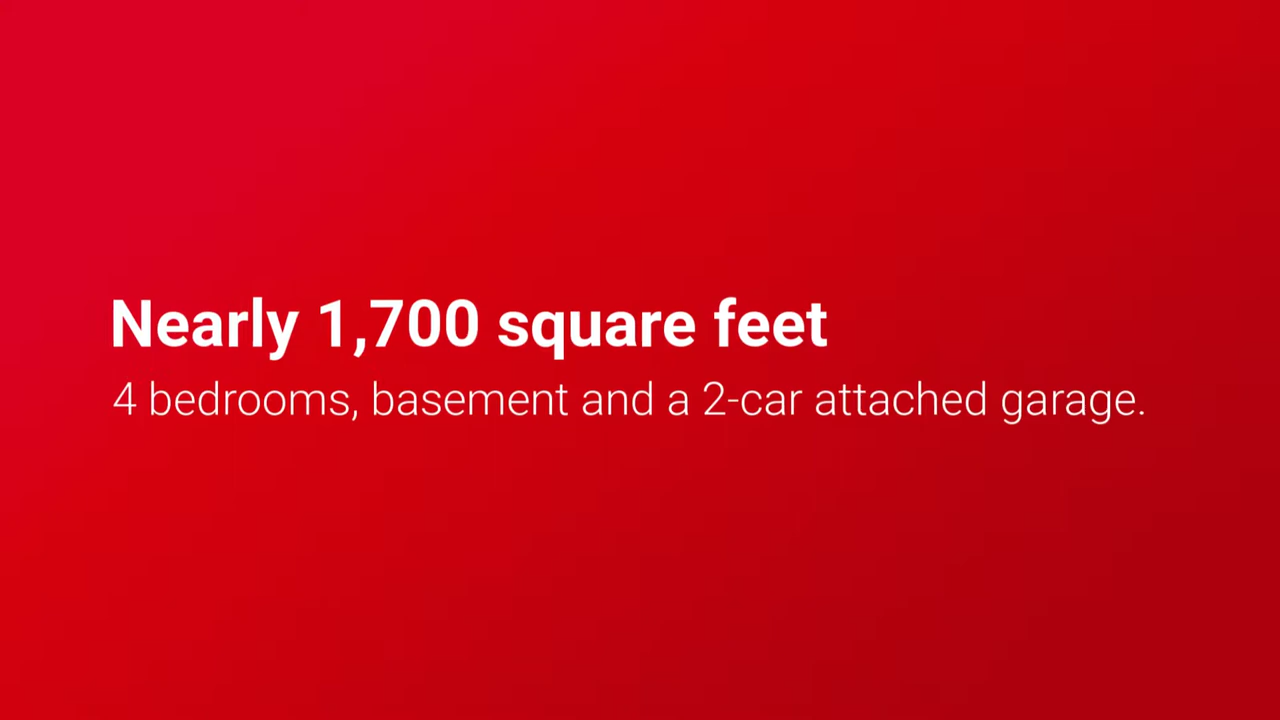 Nearly 1,700 square feet
4 bedrooms, basement and a 2-car attached garage.